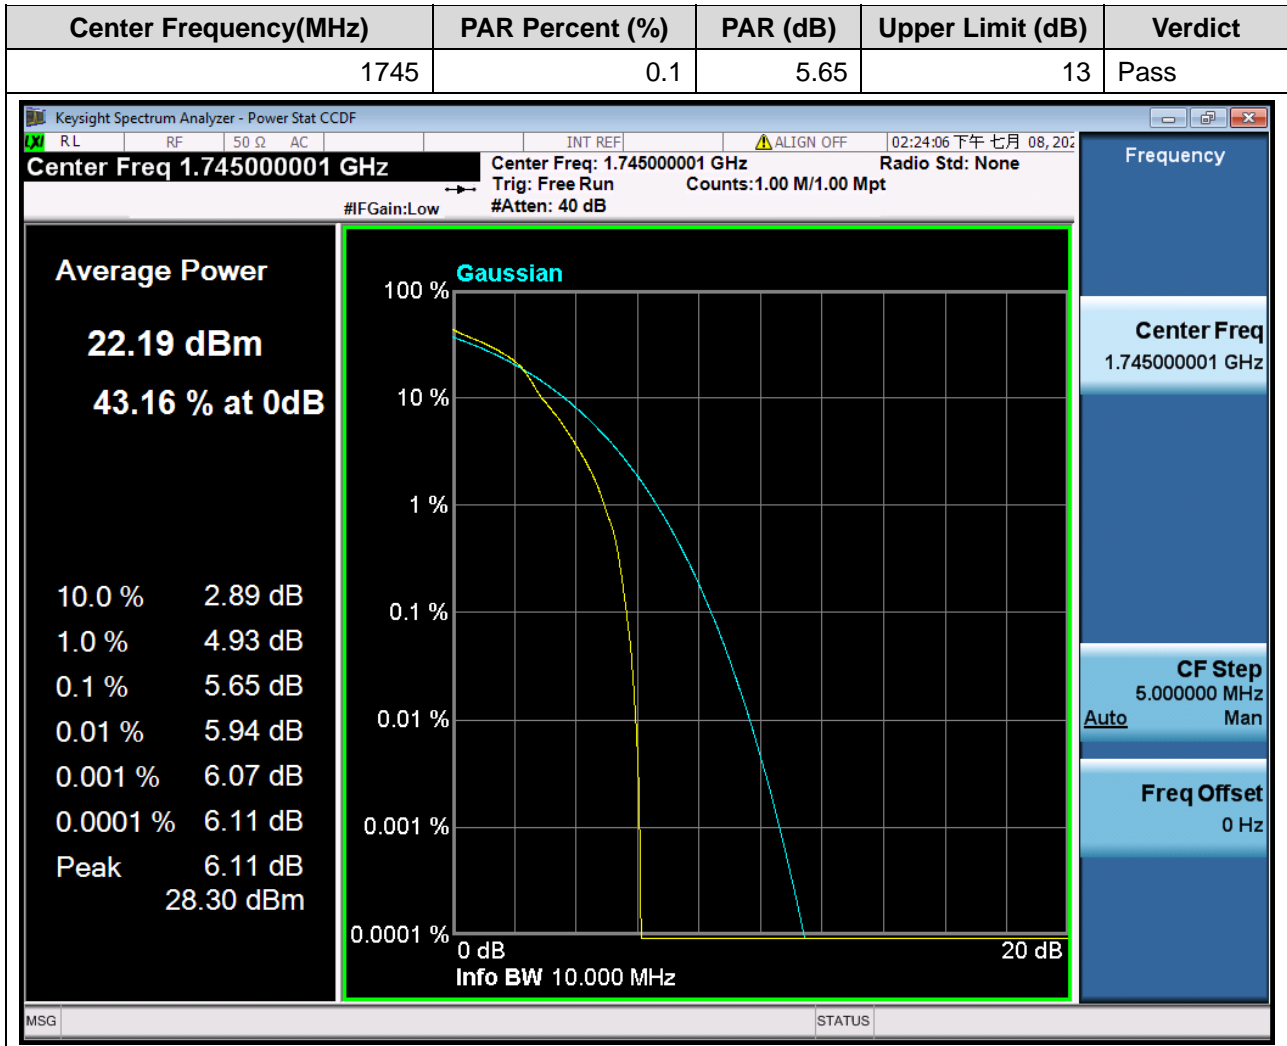 Center Frequency(MHz) PAR Percent (%) PAR (dB) Upper Limit (dB) Verdict
1745 0.1 5.65 13 Pass
Keysight Spectrum Analyzer - Power Stat CCDF
LXI RL RF 50 Ω AC INT REF ALIGN OFF 02:24:06 下午 七月 08, 202
Center Freq 1.745000001 GHz
Center Freq: 1.745000001 GHz Radio Std: None
Trig: Free Run Counts:1.00 M/1.00 Mpt
#IFGain:Low #Atten: 40 dB
Frequency
Average Power
22.19 dBm
43.16 % at 0dB
10.0 % 2.89 dB
1.0 % 4.93 dB
0.1 % 5.65 dB
0.01 % 5.94 dB
0.001 % 6.07 dB
0.0001 % 6.11 dB
Peak 6.11 dB
28.30 dBm
Gaussian
100 %
10 %
1 %
0.1 %
0.01 %
0.001 %
0.0001 %
0 dB 20 dB
Info BW 10.000 MHz
Center Freq
1.745000001 GHz
CF Step
5.000000 MHz
Auto Man
Freq Offset
0 Hz
MSG STATUS